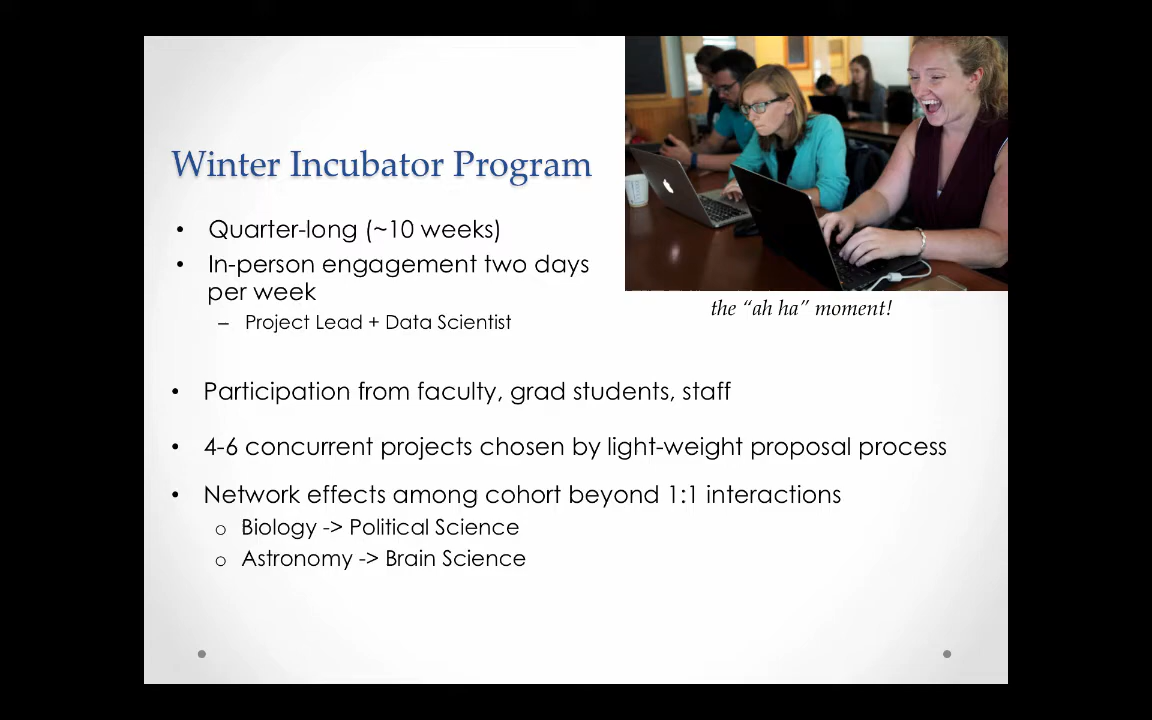 Winter Incubator Program
• Quarter-long (~10 weeks)
• In-person engagement two days
per week
– Project Lead + Data Scientist
the “ah ha” moment!
• Participation from faculty, grad students, staff
• 4-6 concurrent projects chosen by light-weight proposal process
• Network effects among cohort beyond 1:1 interactions
o Biology -> Political Science
o Astronomy -> Brain Science